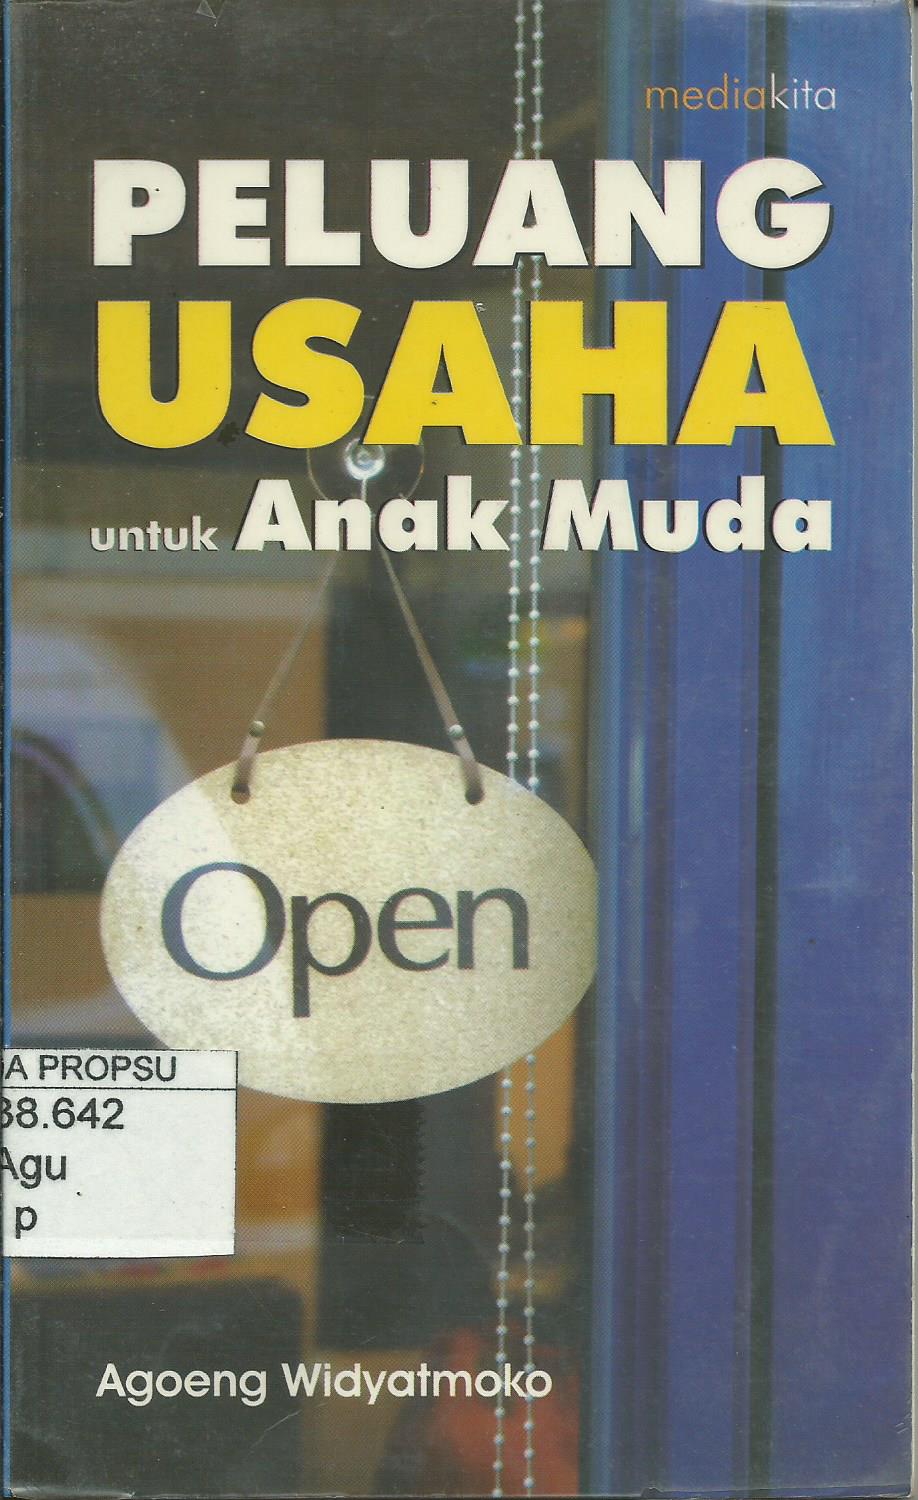 mediakita
PELUANG
USAHA
untuk Anak Muda
Open
A PROPSU
38.642
Agu
p
Agoeng Widyatmoko